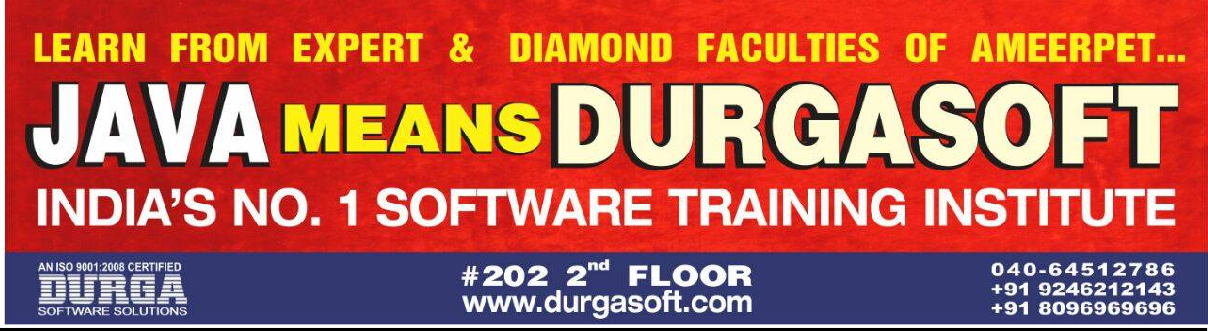 LEARN FROM EXPERT & DIAMOND FACULTIES OF AMEERPET...
JAVA MEANS DURGASOFT
INDIA'S NO. 1 SOFTWARE TRAINING INSTITUTE
AN ISO 9001:2008 CERTIFIED
DURGA
SOFTWARE SOLUTIONS
#202 2nd FLOOR
www.durgasoft.com
040-64512786
+91 9246212143
+91 8096969696